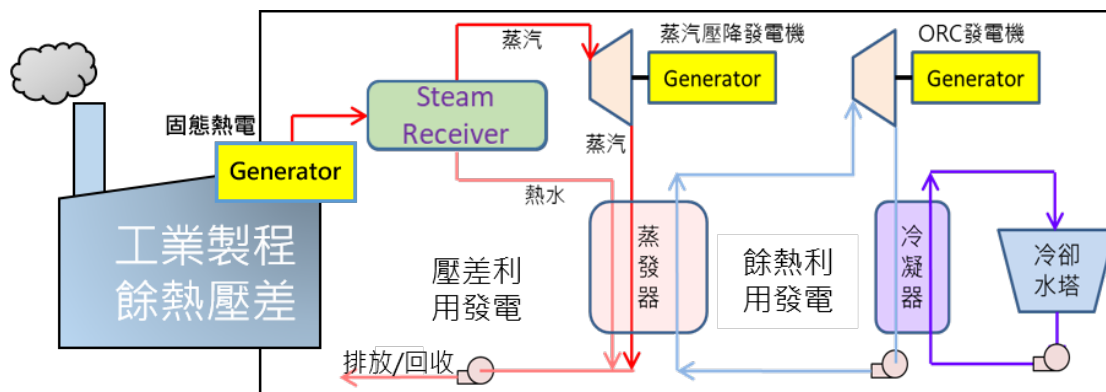 蒸汽
蒸汽壓降發電機
ORC發電機
Generator
Generator
Steam
Receiver
固態熱電
Generator
蒸汽
熱水
工業製程
餘熱壓差
壓差利
用發電
蒸
發
器
餘熱利
用發電
冷
凝
器
冷卻
水塔
排放/回收